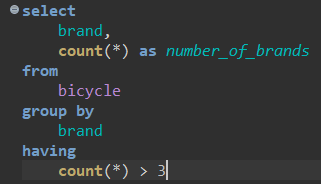 select
brand,
count(*) as number_of_brands
from
bicycle
group by
brand
having
count(*) > 3